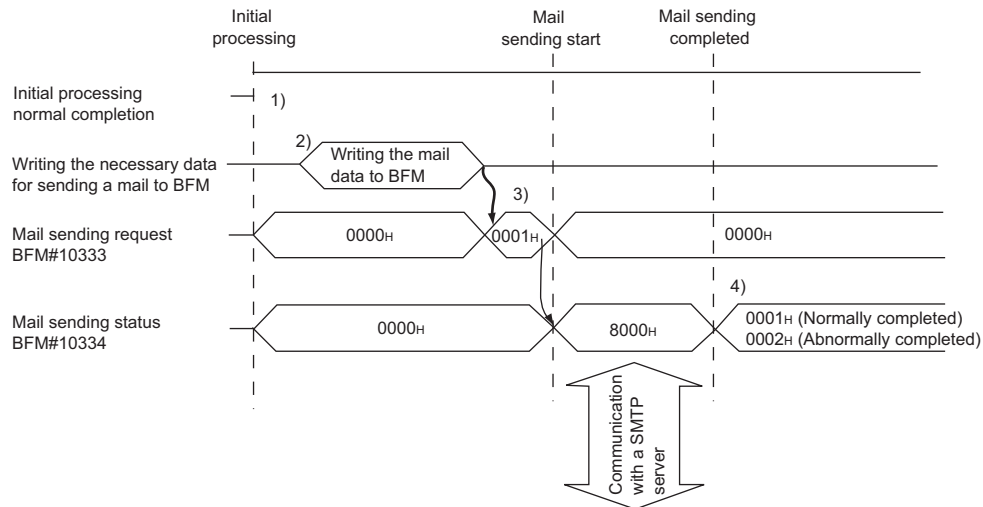 Initial
processing
Mail
sending start
Mail sending
completed
Initial processing
normal completion
1)
2)
Writing the necessary data
for sending a mail to BFM
Writing the mail
data to BFM
3)
Mail sending request
BFM#10333
0000H
0001H
0000H
4)
Mail sending status
BFM#10334
0000H
8000H
0001H (Normally completed)
0002H (Abnormally completed)
Communication
with a SMTP
server